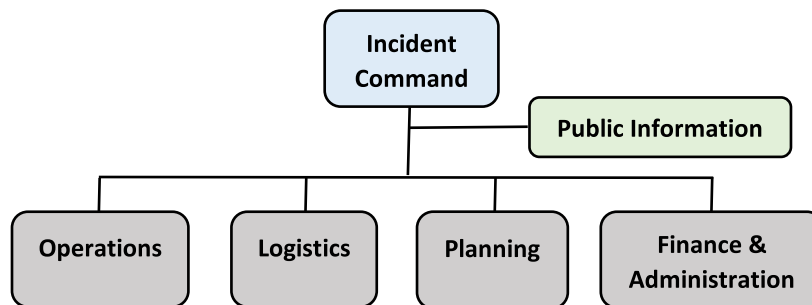 Incident
Command
Public Information
Operations
Logistics
Planning
Finance &
Administration